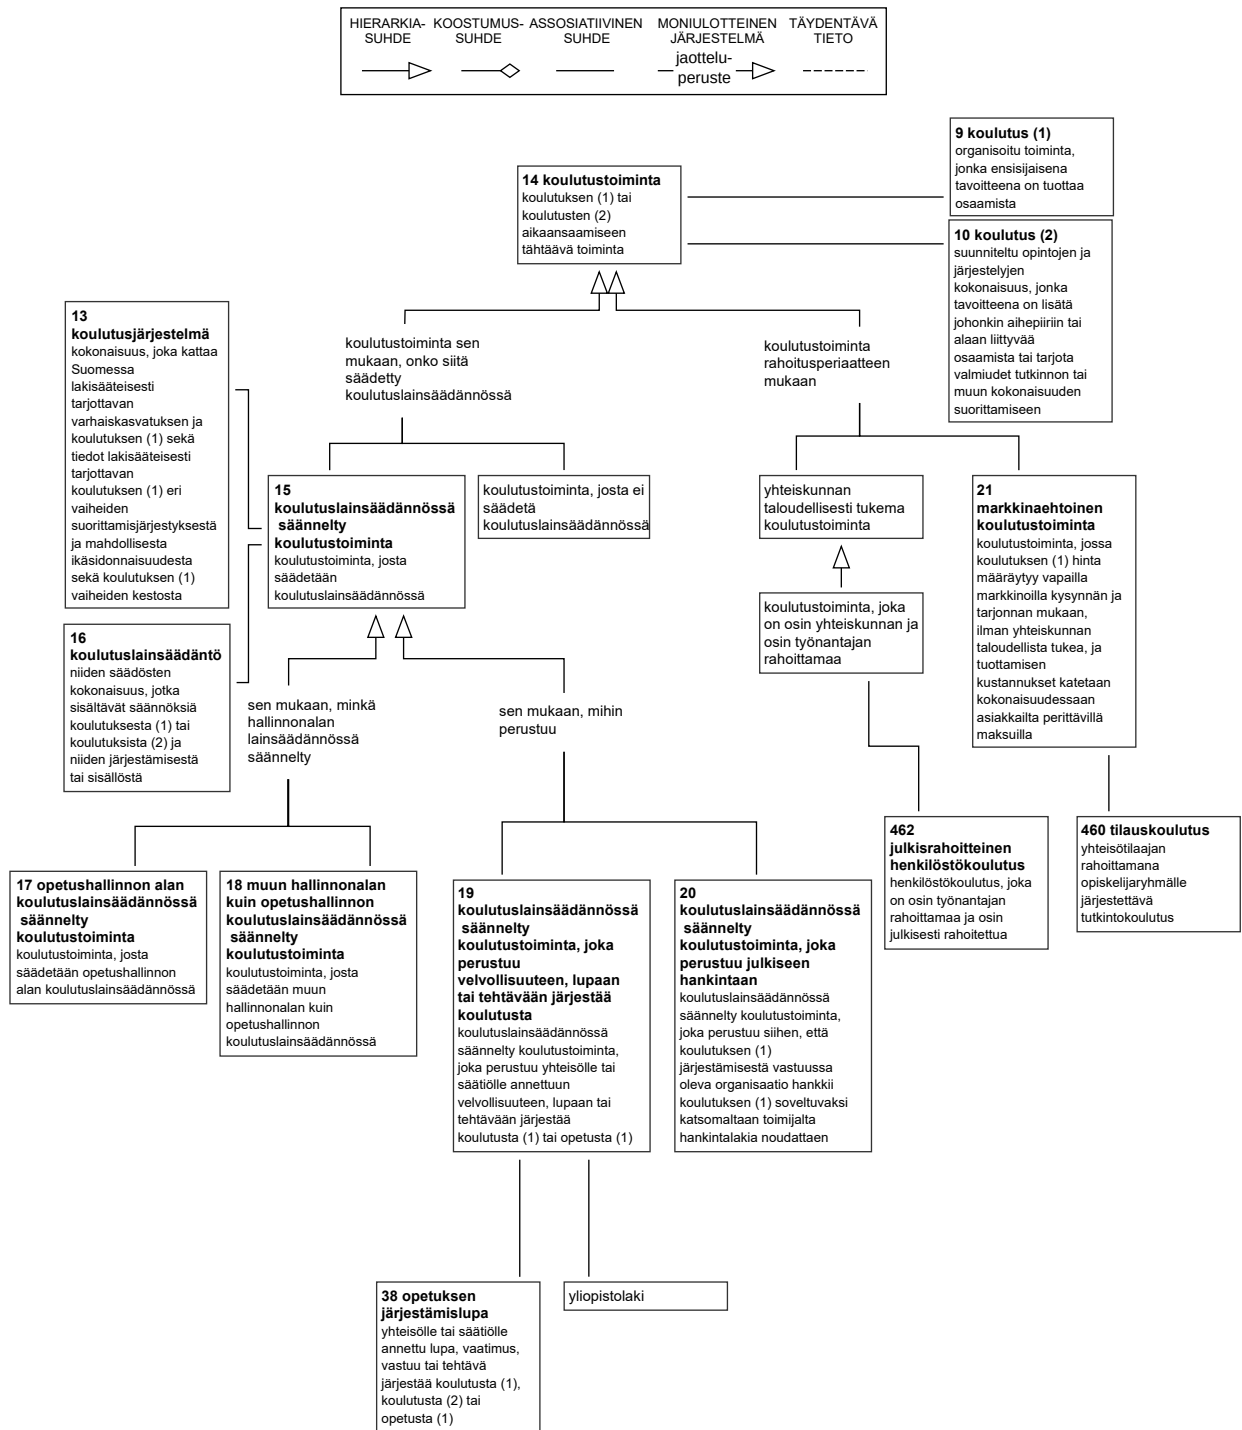 HIERARKIA-
SUHDE
KOOSTUMUS-
SUHDE
ASSOSIATIIVINEN
SUHDE
MONIULOTTEINEN
JÄRJESTELMÄ
jaottelu-
peruste
TÄYDENTÄVÄ
TIETO
9 koulutus (1)
organisoitu toiminta,
jonka ensisijaisena
tavoitteena on tuottaa
osaamista
14 koulutustoiminta
koulutuksen (1) tai
koulutusten (2)
aikaansaamiseen
tähtäävä toiminta
10 koulutus (2)
suunniteltu opintojen ja
järjestelyjen
kokonaisuus, jonka
tavoitteena on lisätä
johonkin aihepiiriin tai
alaan liittyvää
osaamista tai tarjota
valmiudet tutkinnon tai
muun kokonaisuuden
suorittamiseen
13
koulutusjärjestelmä
kokonaisuus, joka kattaa
Suomessa
lakisääteisesti
tarjottavan
varhaiskasvatuksen ja
koulutuksen (1) sekä
tiedot lakisääteisesti
tarjottavan
koulutuksen (1) eri
vaiheiden
suorittamisjärjestyksestä
ja mahdollisesta
ikäsidonnaisuudesta
sekä koulutuksen (1)
vaiheiden kestosta
koulutustoiminta sen
mukaan, onko siitä
säädetty
koulutuslainsäädännössä
koulutustoiminta
rahoitusperiaatteen
mukaan
15
koulutuslainsäädännössä
säännelty
koulutustoiminta
koulutustoiminta, josta
säädetään
koulutuslainsäädännössä
koulutustoiminta, josta ei
säädetä
koulutuslainsäädännössä
yhteiskunnan
taloudellisesti tukema
koulutustoiminta
21
markkinaehtoinen
koulutustoiminta
koulutustoiminta, jossa
koulutuksen (1) hinta
määräytyy vapailla
markkinoilla kysynnän ja
tarjonnan mukaan,
ilman yhteiskunnan
taloudellista tukea, ja
tuottamisen
kustannukset katetaan
kokonaisuudessaan
asiakkailta perittävillä
maksuilla
koulutustoiminta, joka
on osin yhteiskunnan ja
osin työnantajan
rahoittamaa
16
koulutuslainsäädäntö
niiden säädösten
kokonaisuus, jotka
sisältävät säännöksiä
koulutuksesta (1) tai
koulutuksista (2) ja
niiden järjestämisestä
tai sisällöstä
sen mukaan, minkä
hallinnonalan
lainsäädännössä
säännelty
sen mukaan, mihin
perustuu
462
julkisrahoitteinen
henkilöstökoulutus
henkilöstökoulutus, joka
on osin työnantajan
rahoittamaa ja osin
julkisesti rahoitettua
460 tilauskoulutus
yhteisötilaajan
rahoittamana
opiskelijaryhmälle
järjestettävä
tutkintokoulutus
17 opetushallinnon alan
koulutuslainsäädännössä
säännelty
koulutustoiminta
koulutustoiminta, josta
säädetään opetushallinnon
alan koulutuslainsäädännössä
18 muun hallinnonalan
kuin opetushallinnon
koulutuslainsäädännössä
säännelty
koulutustoiminta
koulutustoiminta, josta
säädetään muun
hallinnonalan kuin
opetushallinnon
koulutuslainsäädännössä
19
koulutuslainsäädännössä
säännelty
koulutustoiminta, joka
perustuu
velvollisuuteen, lupaan
tai tehtävään järjestää
koulutusta
koulutuslainsäädännössä
säännelty koulutustoiminta,
joka perustuu yhteisölle tai
säätiölle annettuun
velvollisuuteen, lupaan tai
tehtävään järjestää
koulutusta (1) tai opetusta (1)
20
koulutuslainsäädännössä
säännelty
koulutustoiminta, joka
perustuu julkiseen
hankintaan
koulutuslainsäädännössä
säännelty koulutustoiminta,
joka perustuu siihen, että
koulutuksen (1)
järjestämisestä vastuussa
oleva organisaatio hankkii
koulutuksen (1) soveltuvaksi
katsomaltaan toimijalta
hankintalakia noudattaen
38 opetuksen
järjestämislupa
yhteisölle tai säätiölle
annettu lupa, vaatimus,
vastuu tai tehtävä
järjestää koulutusta (1),
koulutusta (2) tai
opetusta (1)
yliopistolaki